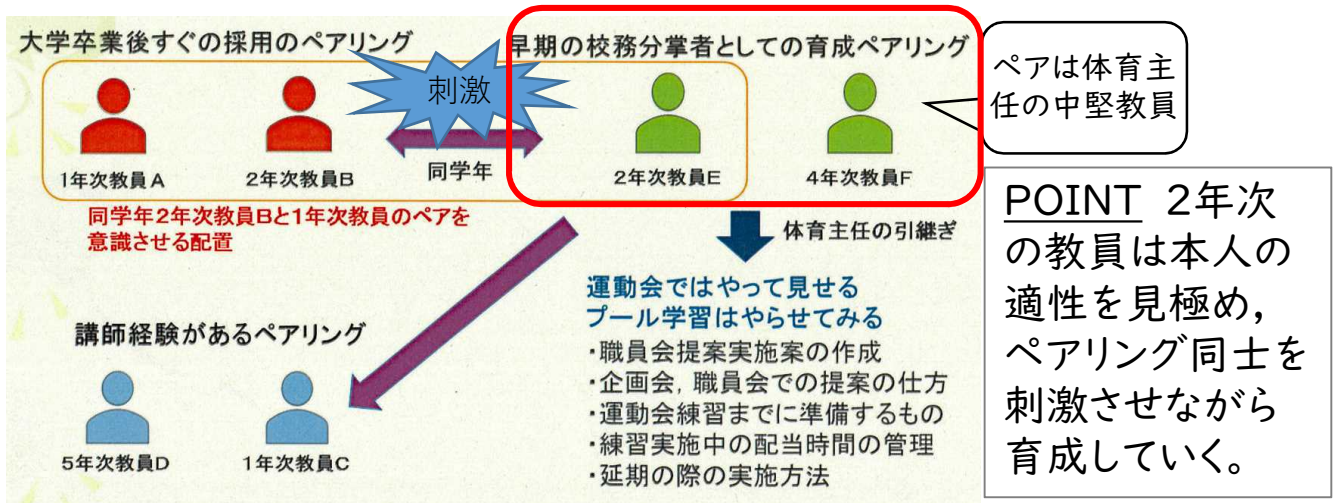 大学卒業後すぐの採用のペアリング
早期の校務分掌者としての育成ペアリング
刺激
ペアは体育主
任の中堅教員
1年次教員A
2年次教員B
同学年
2年次教員E
4年次教員F
同学年2年次教員Bと1年次教員のペアを
意識させる配置
体育主任の引継ぎ
運動会ではやって見せる
プール学習はやらせてみる
・職員会提案実施案の作成
・企画会，職員会での提案の仕方
・運動会練習までに準備するもの
・練習実施中の配当時間の管理
・延期の際の実施方法
講師経験があるペアリング
5年次教員D
1年次教員C
POINT 2年次
の教員は本人の
適性を見極め，
ペアリング同士を
刺激させながら
育成していく。